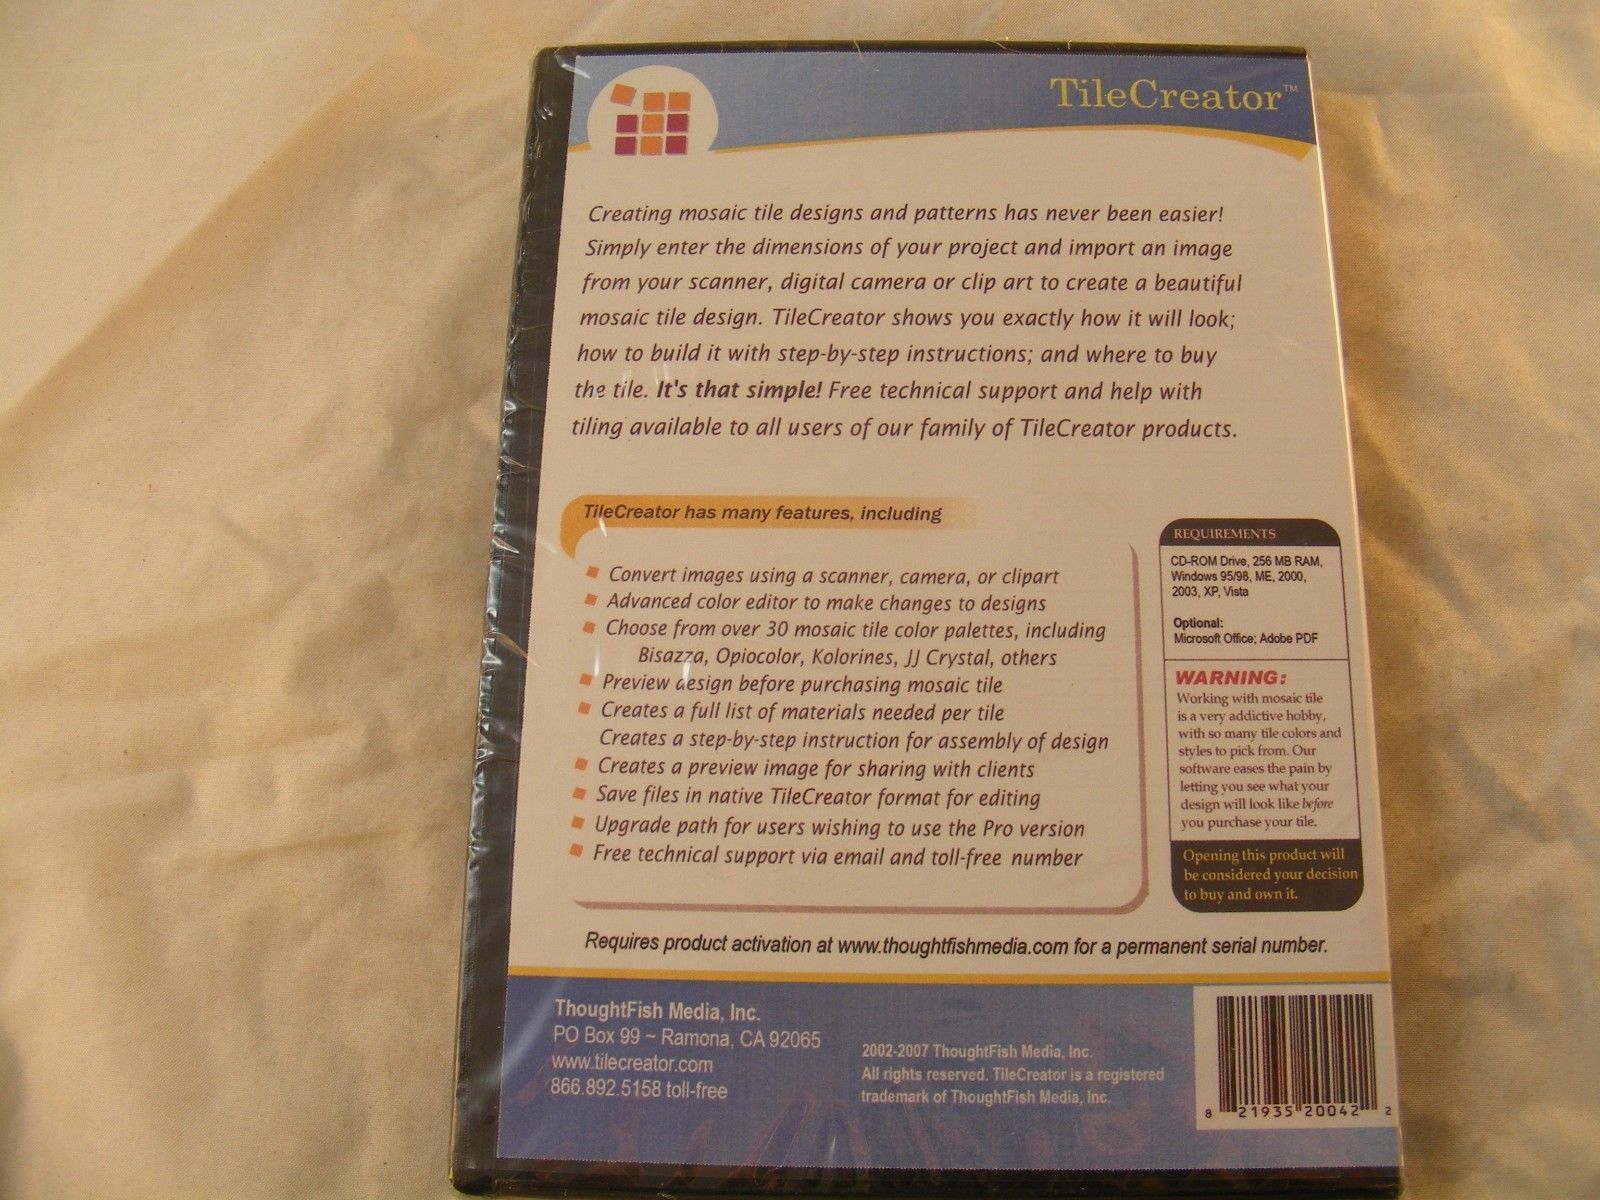 TileCreator™
Creating mosaic tile designs and patterns has never been easier!
Simply enter the dimensions of your project and import an image
from your scanner, digital camera or clip art to create a beautiful
mosaic tile design. TileCreator shows you exactly how it will look;
how to build it with step-by-step instructions; and where to buy
the tile. It's that simple! Free technical support and help with
tiling available to all users of our family of TileCreator products.
TileCreator has many features, including
Convert images using a scanner, camera, or clipart
Advanced color editor to make changes to designs
Choose from over 30 mosaic tile color palettes, including
Bisazza, Opiocolor, Kolorines, JJ Crystal, others
Preview design before purchasing mosaic tile
Creates a full list of materials needed per tile
Creates a step-by-step instruction for assembly of design
Creates a preview image for sharing with clients
Save files in native TileCreator format for editing
Upgrade path for users wishing to use the Pro version
Free technical support via email and toll-free number
REQUIREMENTS
CD-ROM Drive, 256 MB RAM,
Windows 95/98, ME, 2000,
2003, XP, Vista
Optional:
Microsoft Office; Adobe PDF
WARNING:
Working with mosaic tile
is a very addictive hobby,
with so many tile colors and
styles to pick from. Our
software eases the pain by
letting you see what your
design will look like before
you purchase your tile.
Opening this product will
be considered your decision
to buy and own it.
Requires product activation at www.thoughtfishmedia.com for a permanent serial number.
ThoughtFish Media, Inc.
PO Box 99 ~ Ramona, CA 92065
www.tilecreator.com
866.892.5158 toll-free
2002-2007 ThoughtFish Media, Inc.
All rights reserved. TileCreator is a registered
trademark of ThoughtFish Media, Inc.
8 21935 20042 2